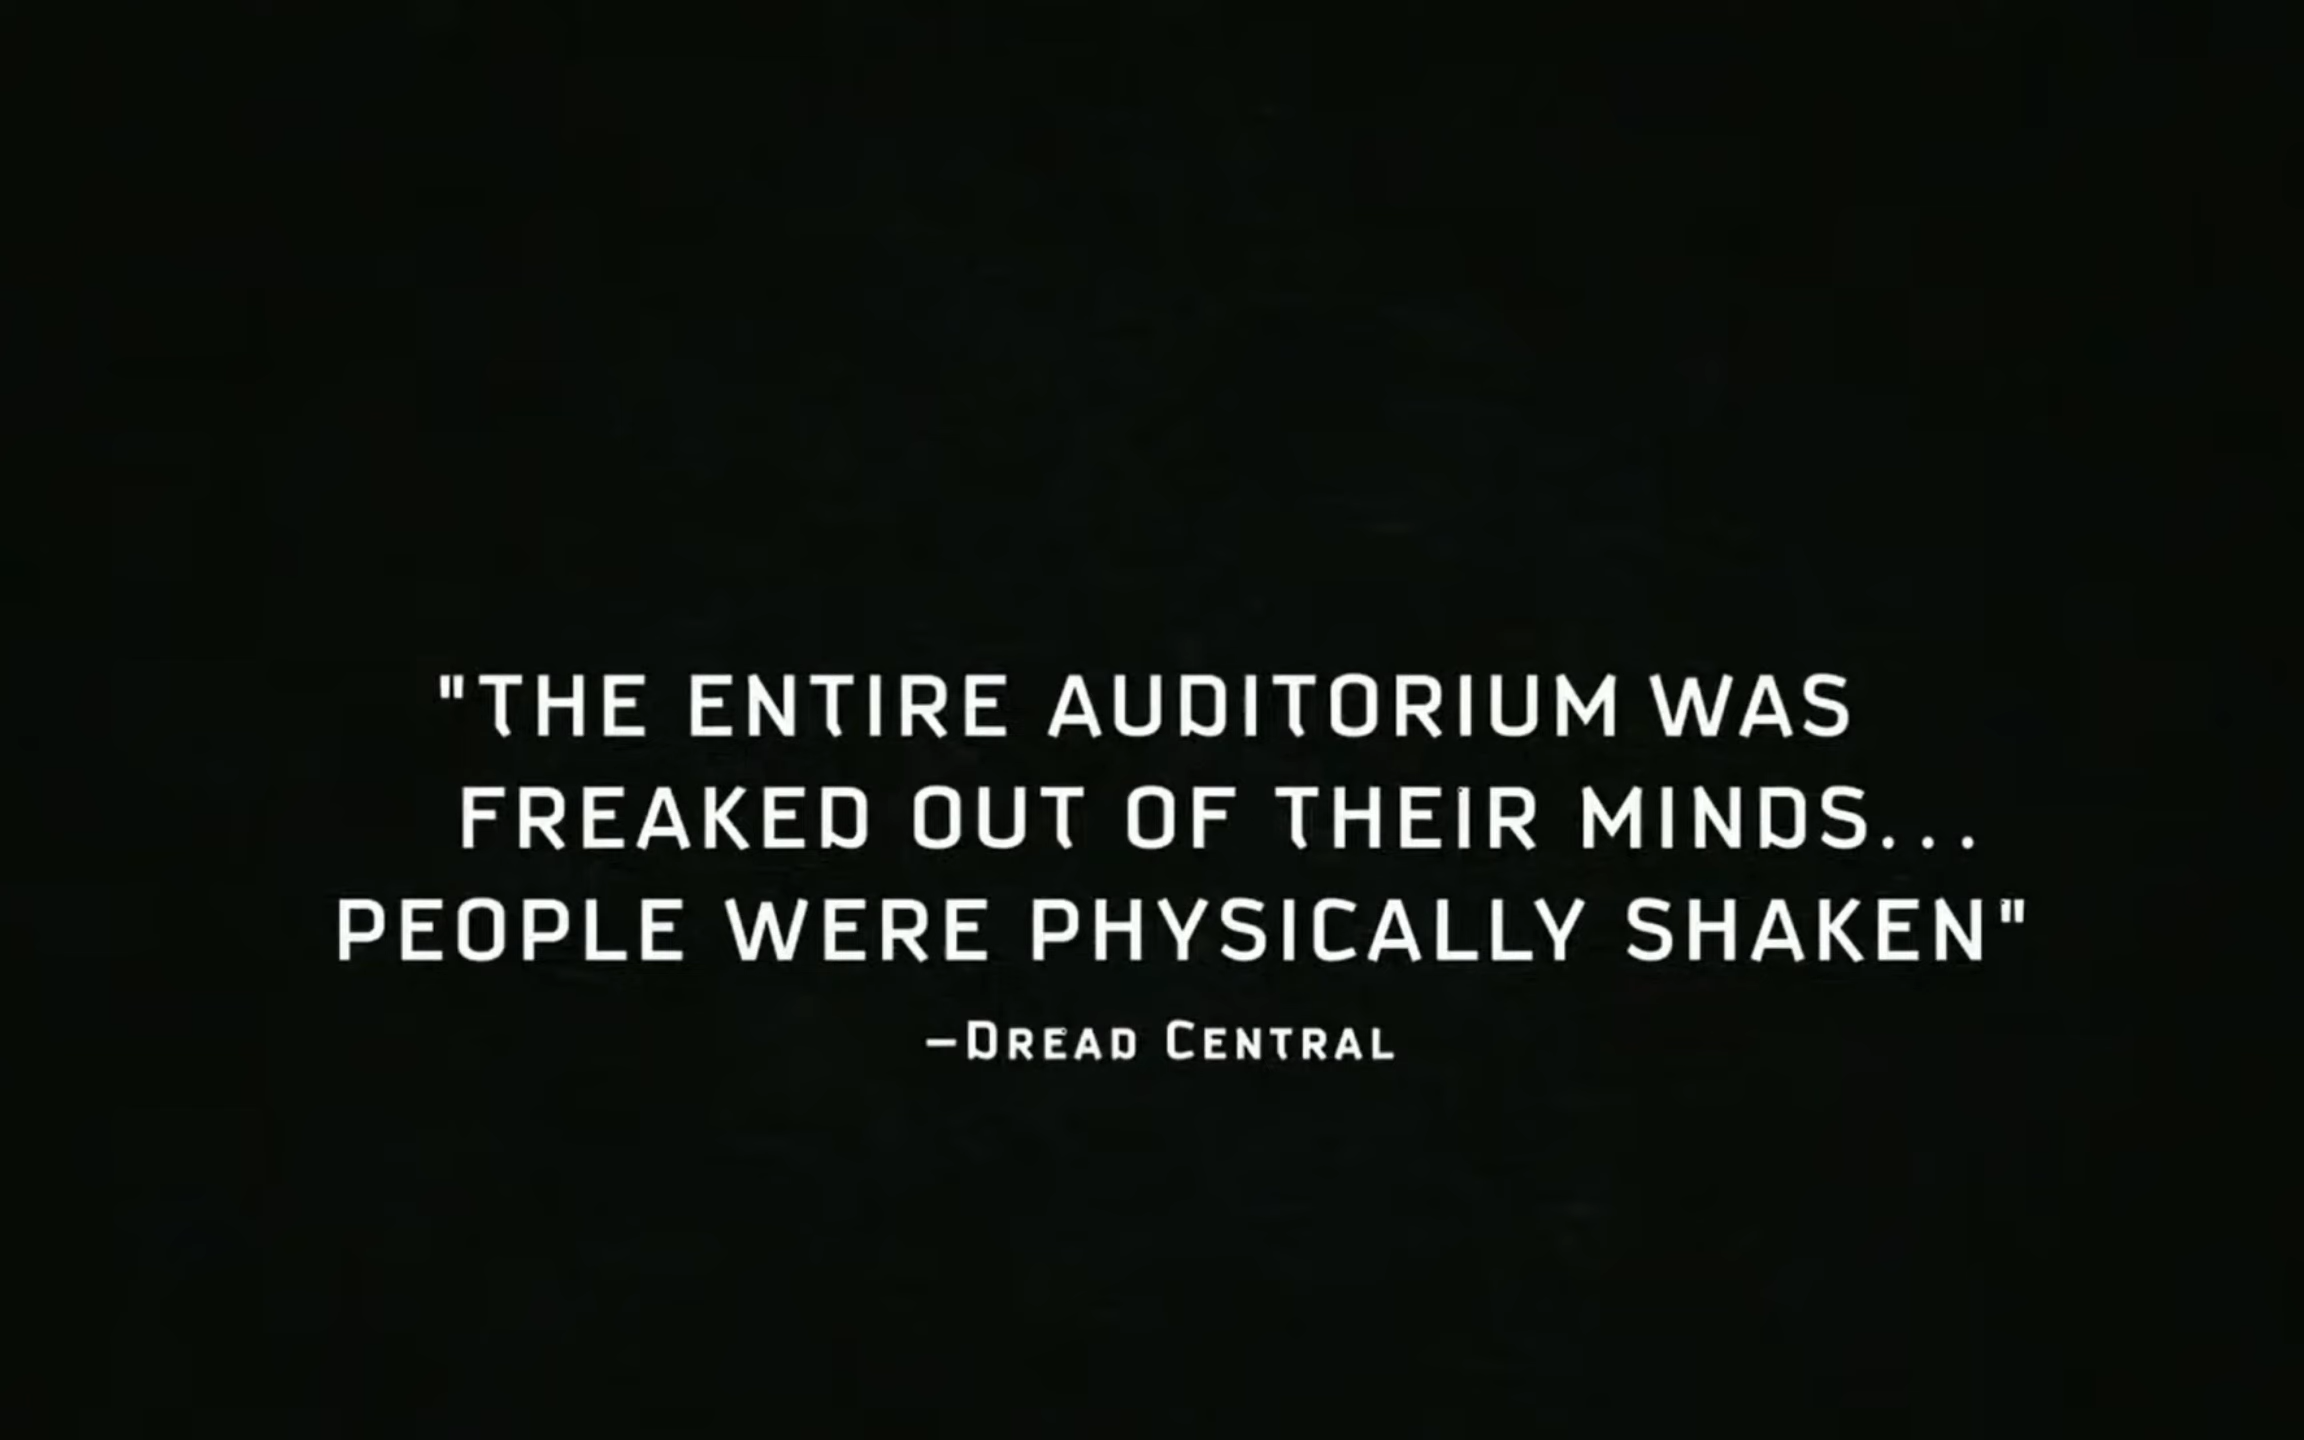 "THE ENTIRE AUDITORIUM WAS
FREAKED OUT OF THEIR MINDS...
PEOPLE WERE PHYSICALLY SHAKEN"
–DREAD CENTRAL